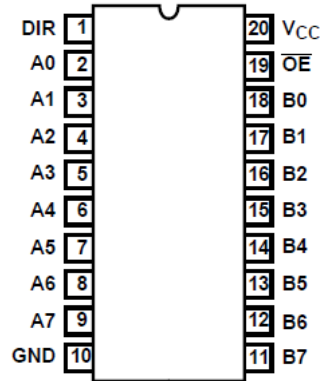 DIR 1 20 VCC
A0 2 19 OE
A1 3 18 B0
A2 4 17 B1
A3 5 16 B2
A4 6 15 B3
A5 7 14 B4
A6 8 13 B5
A7 9 12 B6
GND 10 11 B7